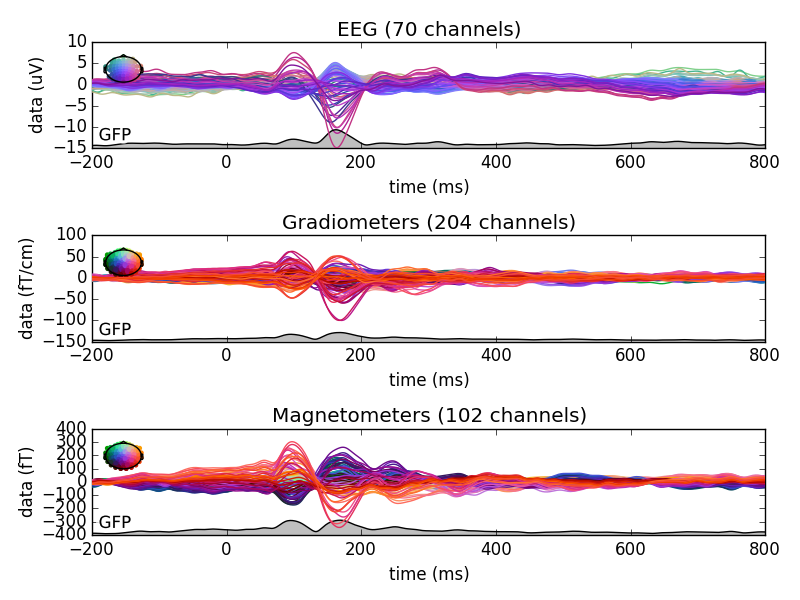 EEG (70 channels)
10
5
0
−5
−10
−15
data (uV)
GFP
−200 0 200 400 600 800
time (ms)
Gradiometers (204 channels)
100
50
0
−50
−100
−150
data (fT/cm)
GFP
−200 0 200 400 600 800
time (ms)
Magnetometers (102 channels)
400
300
200
100
0
−100
−200
−300
−400
data (fT)
GFP
−200 0 200 400 600 800
time (ms)